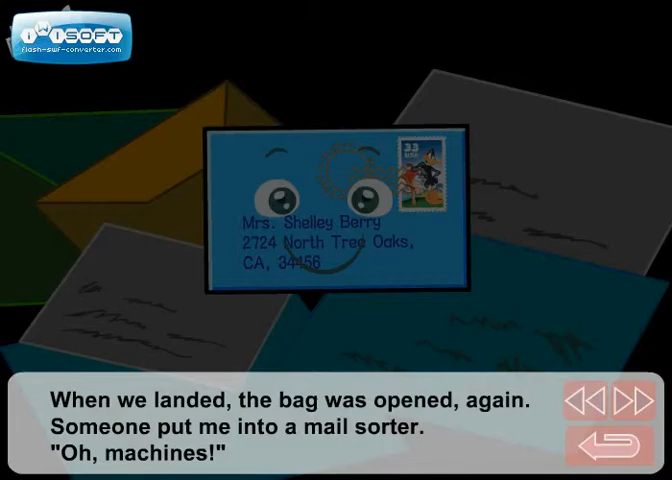 iWiSOFT
flash-swf-converter.com
33
USA
Mrs. Shelley Berry
2724 North Tree Oaks,
CA, 34456
When we landed, the bag was opened, again.
Someone put me into a mail sorter.
"Oh, machines!"